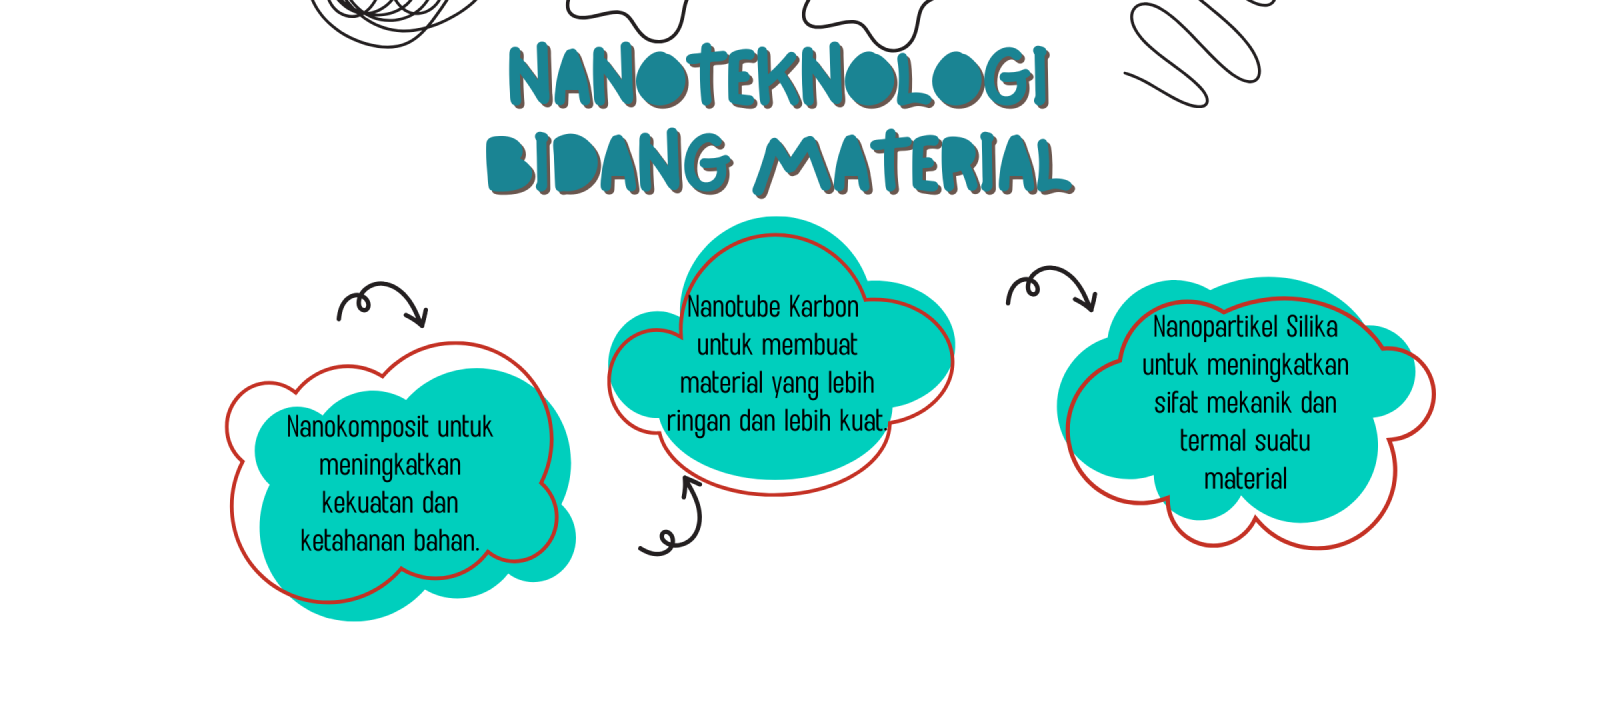 NANOTEKNOLOGI
BIDANG MATERIAL
Nanokomposit untuk
meningkatkan
kekuatan dan
ketahanan bahan.
Nanotube Karbon
untuk membuat
material yang lebih
ringan dan lebih kuat.
Nanopartikel Silika
untuk meningkatkan
sifat mekanik dan
termal suatu
material